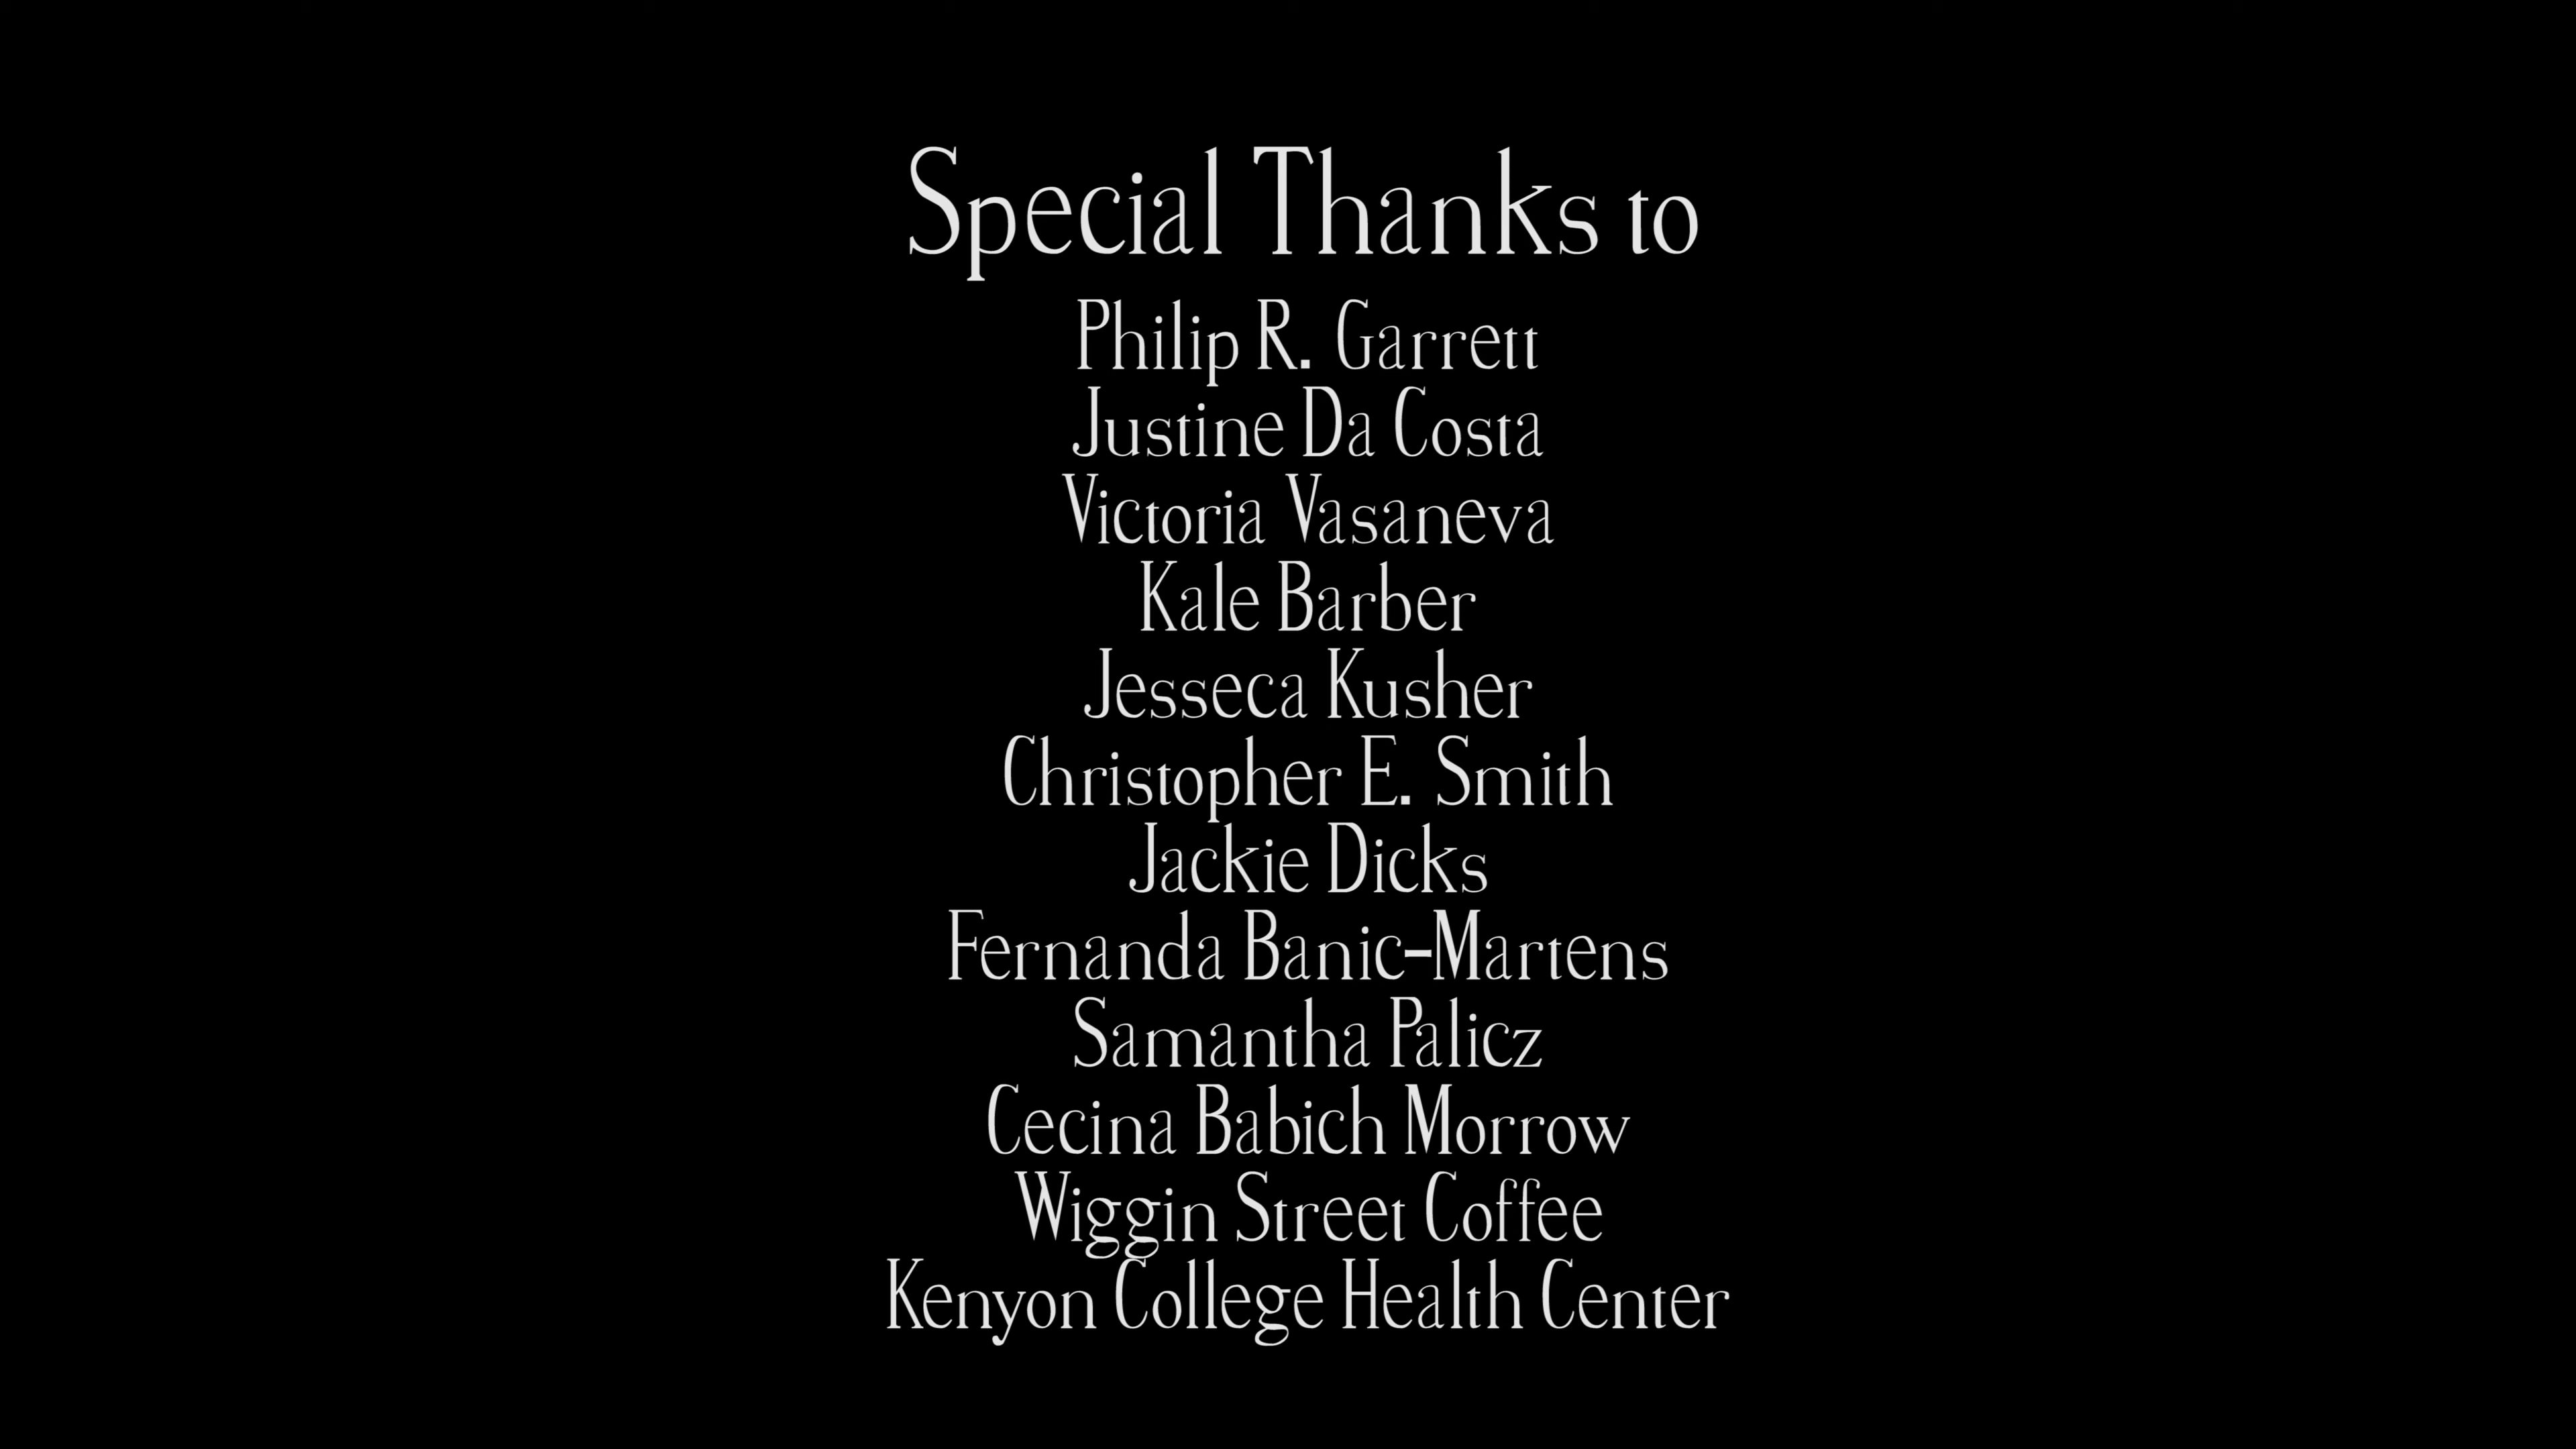 Special Thanks to
Philip R. Garrett
Justine Da Costa
Victoria Vasaneva
Kale Barber
Jesseca Kusher
Christopher E. Smith
Jackie Dicks
Fernanda Banic-Martens
Samantha Palicz
Cecina Babich Morrow
Wiggin Street Coffee
Kenyon College Health Center